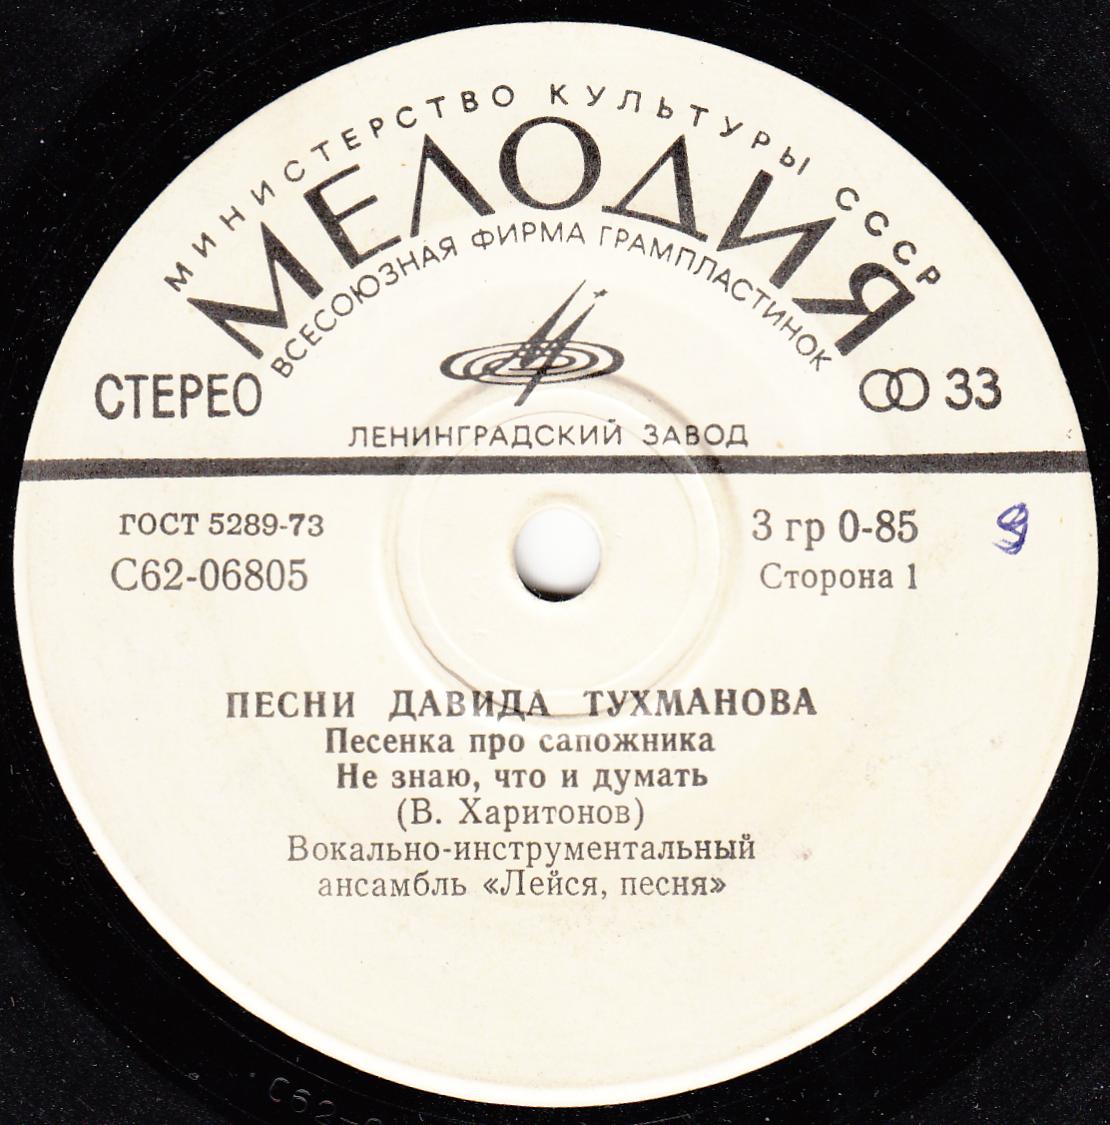 МИНИСТЕРСТВО КУЛЬТУРЫ СССР
МЕЛОДИЯ
ВСЕСОЮЗНАЯ ФИРМА ГРАМПЛАСТИНОК
СТЕРЕО
33
ЛЕНИНГРАДСКИЙ ЗАВОД
ГОСТ 5289-73
3 гр 0-85
9
С62-06805
Сторона 1
ПЕСНИ ДАВИДА ТУХМАНОВА
Песенка про сапожника
Не знаю, что и думать
(В. Харитонов)
Вокально-инструментальный
ансамбль «Лейся, песня»
С62-